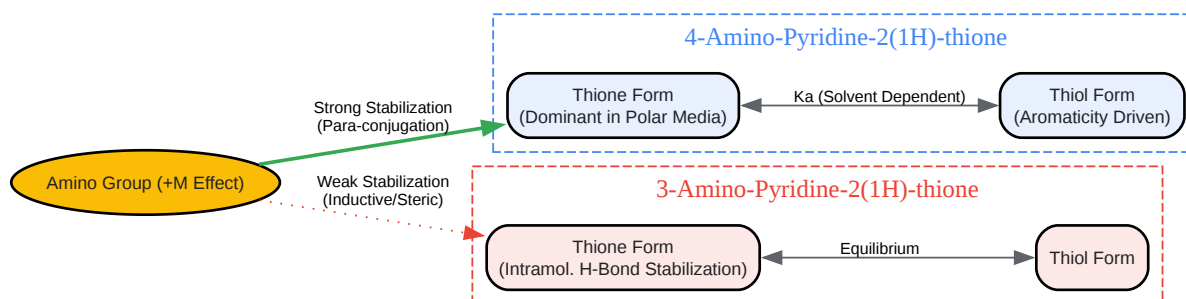 4-Amino-Pyridine-2(1H)-thione
Thione Form
(Dominant in Polar Media)
Ka (Solvent Dependent)
Thiol Form
(Aromaticity Driven)
Strong Stabilization
(Para-conjugation)
Amino Group (+M Effect)
Weak Stabilization
(Inductive/Steric)
3-Amino-Pyridine-2(1H)-thione
Thione Form
(Intramol. H-Bond Stabilization)
Equilibrium
Thiol Form